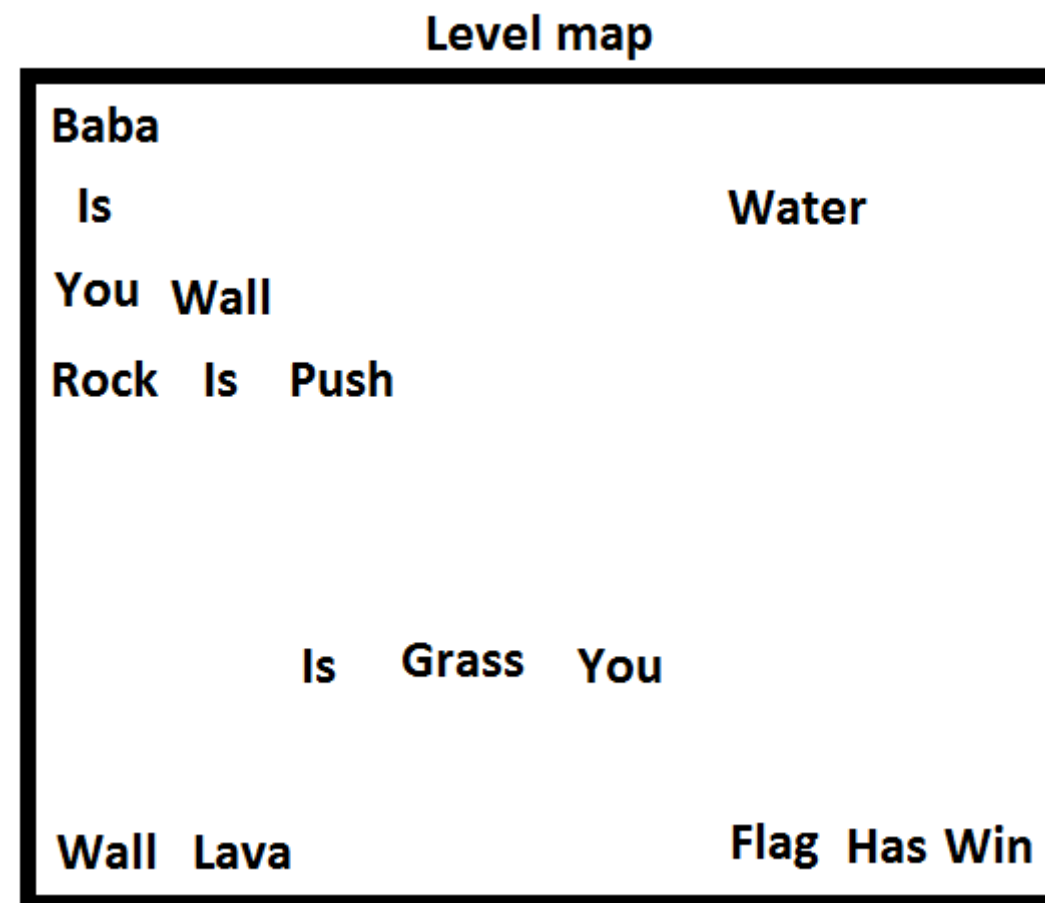 Level map
Baba
Is Water
You Wall
Rock Is Push
Is Grass You
Wall Lava Flag Has Win